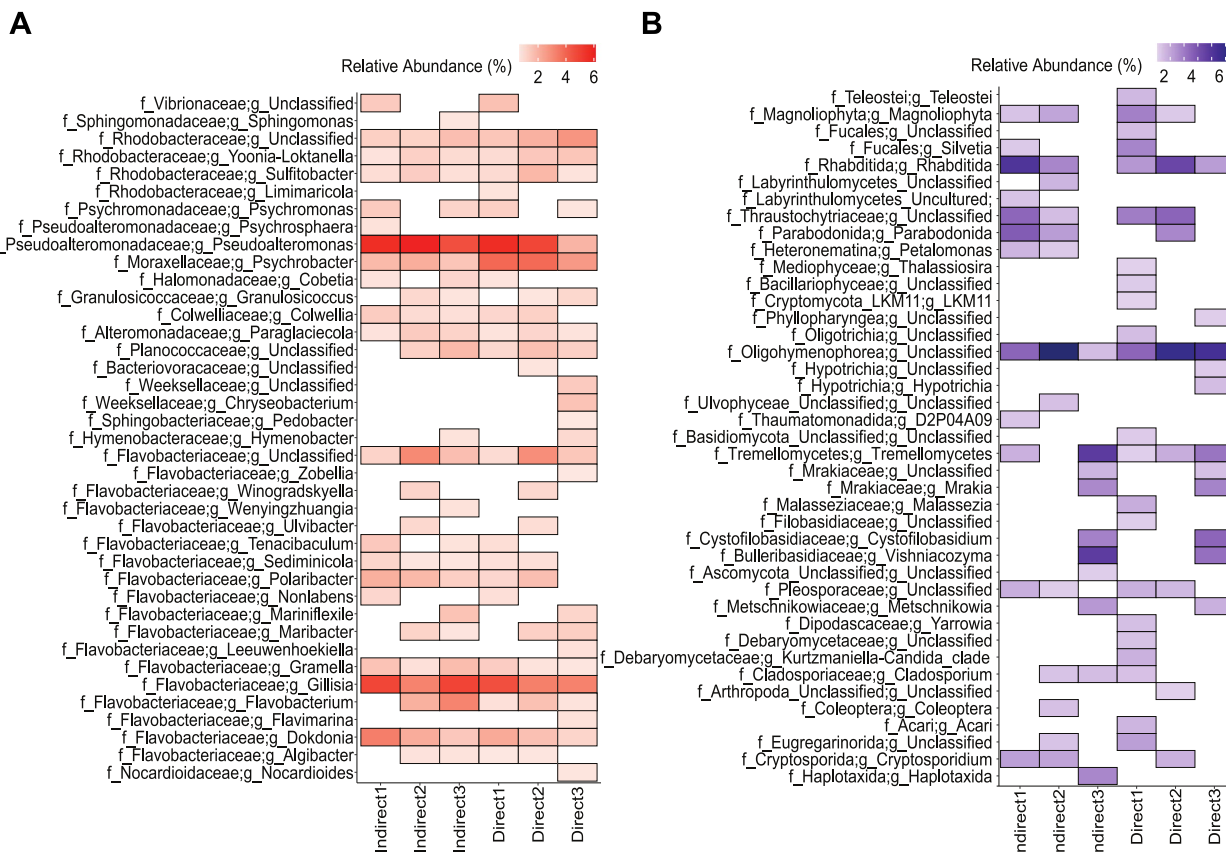 A
Relative Abundance (%)
2 4 6
f_Vibrionaceae;g_Unclassified
f_Sphingomonadaceae;g_Sphingomonas
f_Rhodobacteraceae;g_Unclassified
f_Rhodobacteraceae;g_Yoonia-Loktanella
f_Rhodobacteraceae;g_Sulfitobacter
f_Rhodobacteraceae;g_Limimaricola
f_Psychromonadaceae;g_Psychromonas
f_Pseudoalteromonadaceae;g_Psychrosphaera
_Pseudoalteromonadaceae;g_Pseudoalteromonas
f_Moraxellaceae;g_Psychrobacter
f_Halomonadaceae;g_Cobetia
f_Granulosicoccaceae;g_Granulosicoccus
f_Colwelliaceae;g_Colwellia
f_Alteromonadaceae;g_Paraglaciecola
f_Planococcaceae;g_Unclassified
f_Bacteriovoracaceae;g_Unclassified
f_Weeksellaceae;g_Unclassified
f_Weeksellaceae;g_Chryseobacterium
f_Sphingobacteriaceae;g_Pedobacter
f_Hymenobacteraceae;g_Hymenobacter
f_Flavobacteriaceae;g_Unclassified
f_Flavobacteriaceae;g_Zobellia
f_Flavobacteriaceae;g_Winogradskyella
f_Flavobacteriaceae;g_Wenyingzhuangia
f_Flavobacteriaceae;g_Ulvibacter
f_Flavobacteriaceae;g_Tenacibaculum
f_Flavobacteriaceae;g_Sediminicola
f_Flavobacteriaceae;g_Polaribacter
f_Flavobacteriaceae;g_Nonlabens
f_Flavobacteriaceae;g_Mariniflexile
f_Flavobacteriaceae;g_Maribacter
f_Flavobacteriaceae;g_Leeuwenhoekiella
f_Flavobacteriaceae;g_Gramella
f_Flavobacteriaceae;g_Gillisia
f_Flavobacteriaceae;g_Flavobacterium
f_Flavobacteriaceae;g_Flavimarina
f_Flavobacteriaceae;g_Dokdonia
f_Flavobacteriaceae;g_Algibacter
f_Nocardioidaceae;g_Nocardioides
Indirect1
Indirect2
Indirect3
Direct1
Direct2
Direct3
B
Relative Abundance (%)
2 4 6
f_Teleostei;g_Teleostei
f_Magnoliophyta;g_Magnoliophyta
f_Fucales;g_Unclassified
f_Fucales;g_Silvetia
f_Rhabditida;g_Rhabditida
f_Labyrinthulomycetes_Unclassified
f_Labyrinthulomycetes_Uncultured;
f_Thraustochytriaceae;g_Unclassified
f_Parabodonida;g_Parabodonida
f_Heteronematina;g_Petalomonas
f_Mediophyceae;g_Thalassiosira
f_Bacillariophyceae;g_Unclassified
f_Cryptomycota_LKM11;g_LKM11
f_Phyllopharyngea;g_Unclassified
f_Oligotrichia;g_Unclassified
f_Oligohymenophorea;g_Unclassified
f_Hypotrichia;g_Unclassified
f_Hypotrichia;g_Hypotrichia
f_Ulvophyceae_Unclassified;g_Unclassified
f_Thaumatomonadida;g_D2P04A09
f_Basidiomycota_Unclassified;g_Unclassified
f_Tremellomycetes;g_Tremellomycetes
f_Mrakiaceae;g_Unclassified
f_Mrakiaceae;g_Mrakia
f_Malasseziaceae;g_Malassezia
f_Filobasidiaceae;g_Unclassified
f_Cystofilobasidiaceae;g_Cystofilobasidium
f_Bulleribasidiaceae;g_Vishniacozyma
f_Ascomycota_Unclassified;g_Unclassified
f_Pleosporaceae;g_Unclassified
f_Metschnikowiaceae;g_Metschnikowia
f_Dipodascaceae;g_Yarrowia
f_Debaryomycetaceae;g_Unclassified
f_Debaryomycetaceae;g_Kurtzmaniella-Candida_clade
f_Cladosporiaceae;g_Cladosporium
f_Arthropoda_Unclassified;g_Unclassified
f_Coleoptera;g_Coleoptera
f_Acari;g_Acari
f_Eugregarinorida;g_Unclassified
f_Cryptosporida;g_Cryptosporidium
f_Haplotaxida;g_Haplotaxida
ndirect1
ndirect2
ndirect3
Direct1
Direct2
Direct3